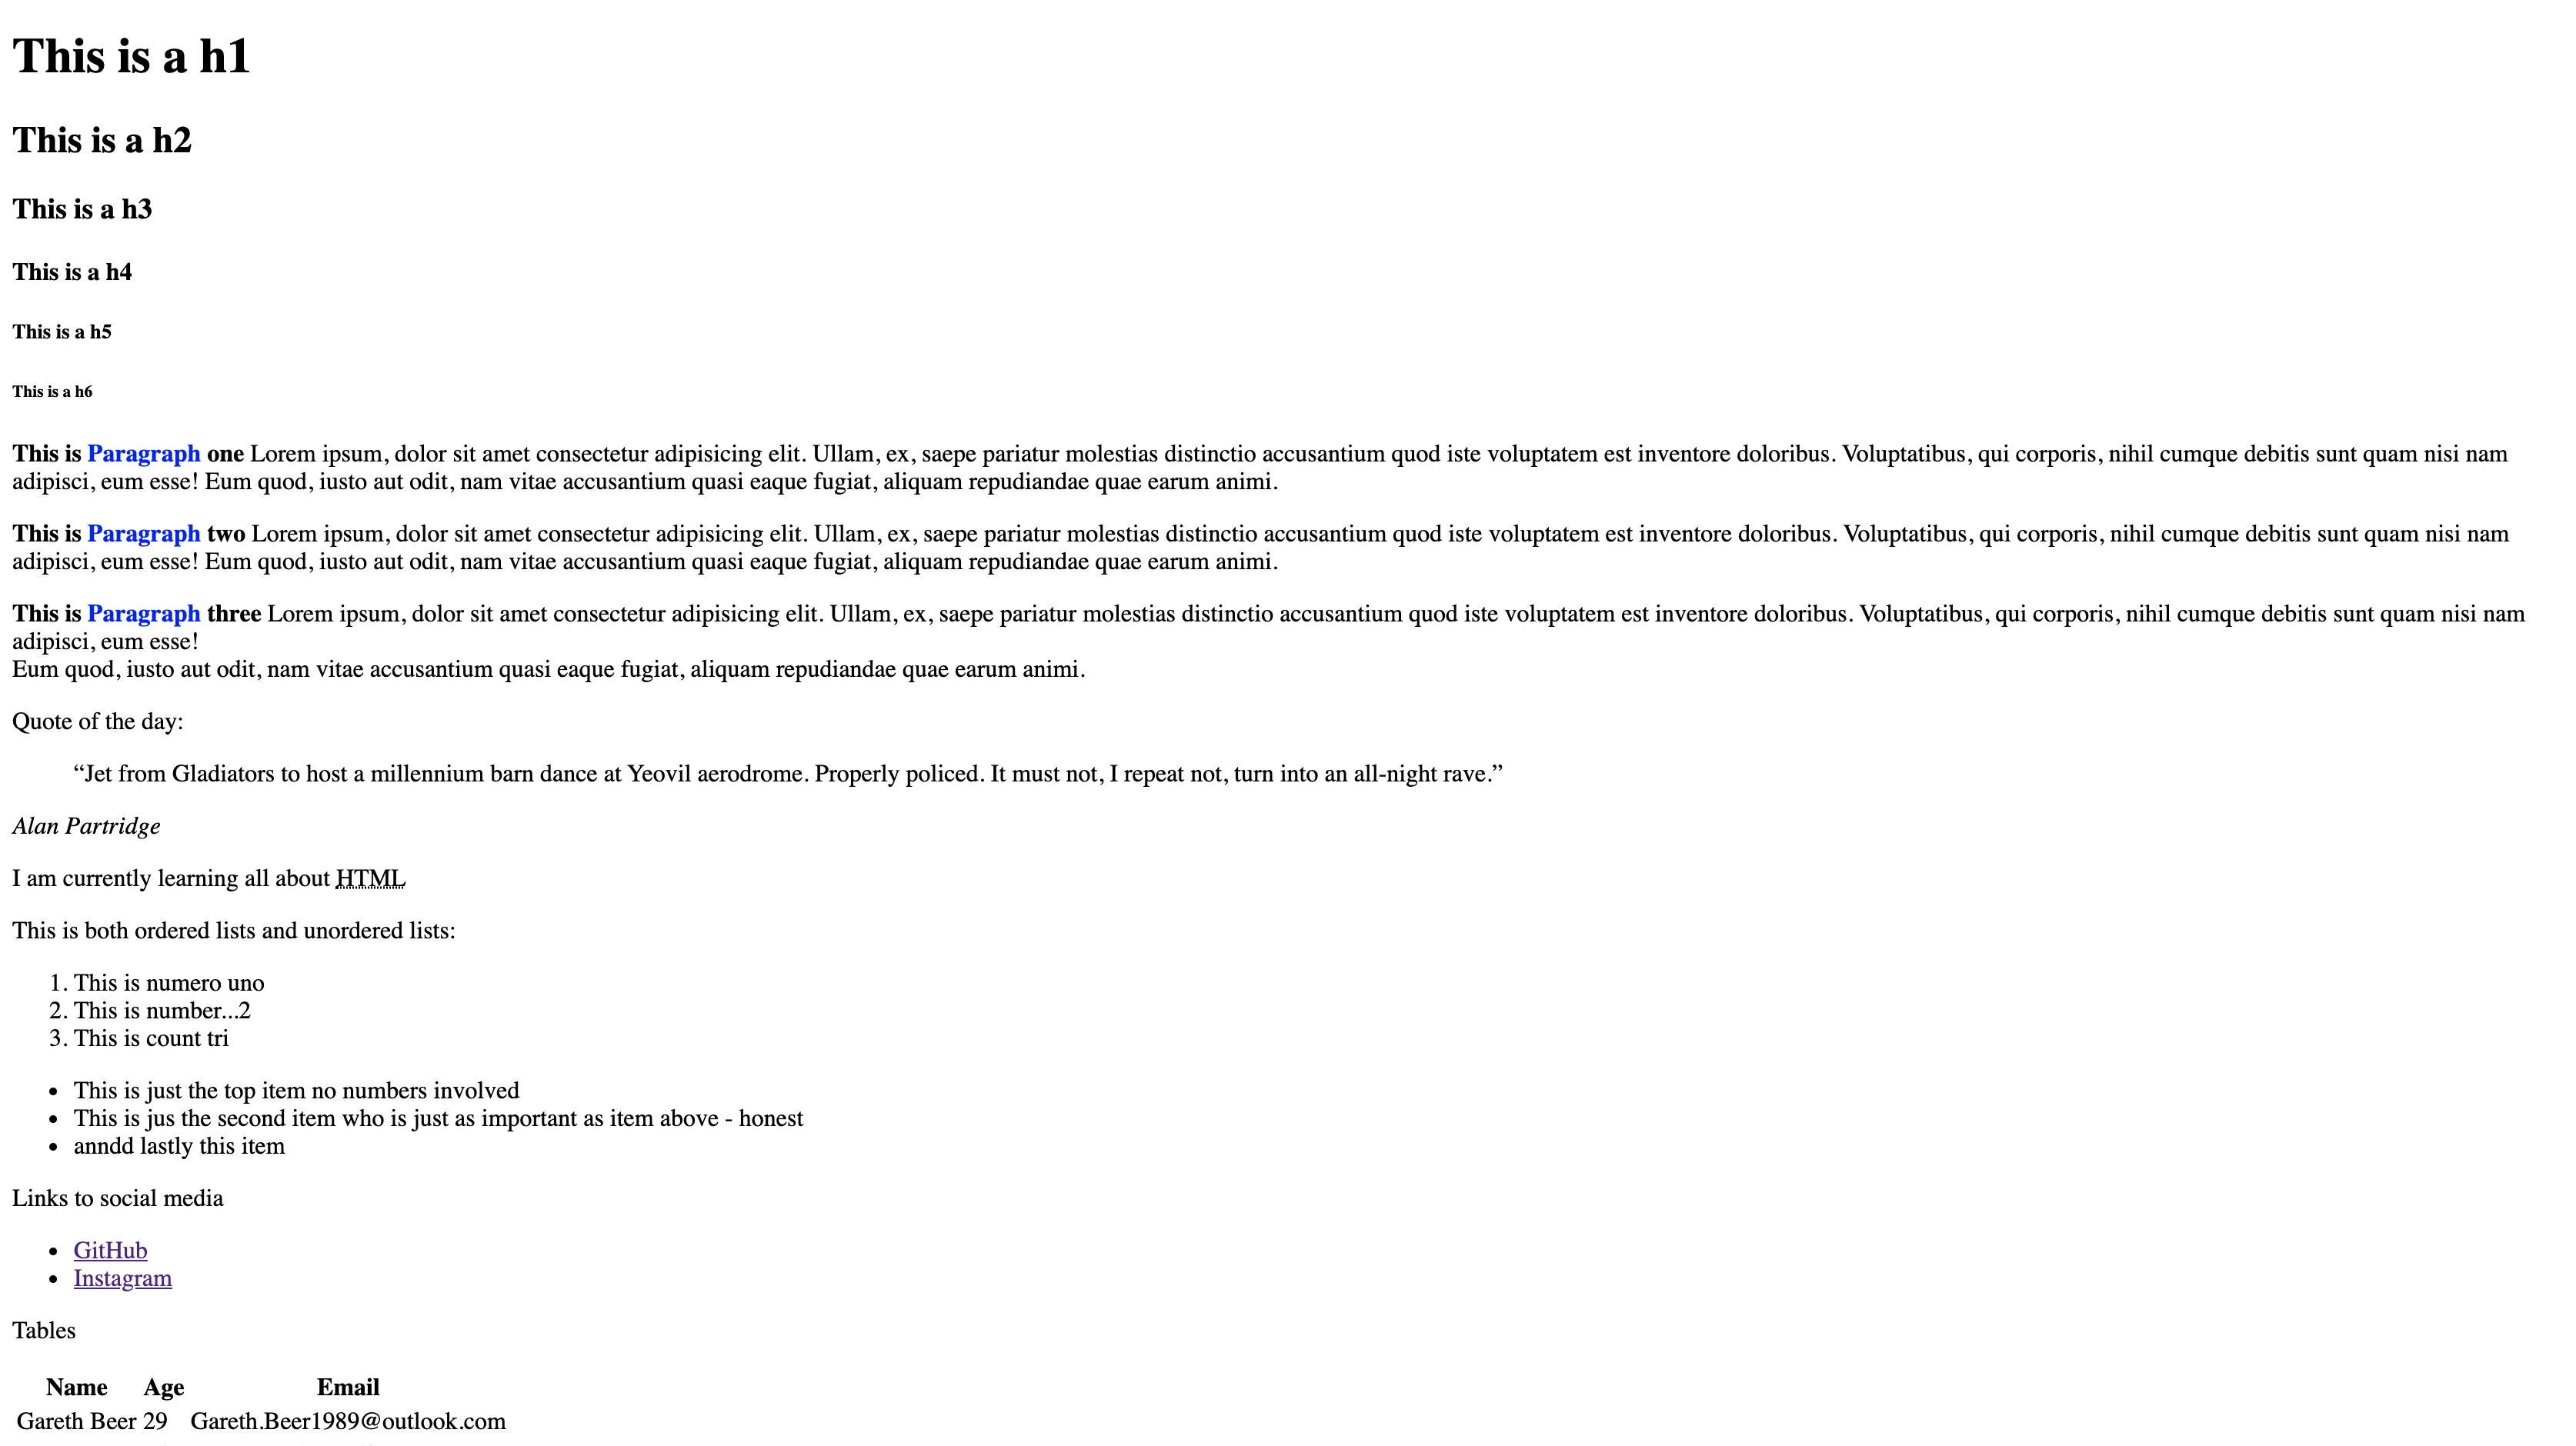 This is a h1
This is a h2
This is a h3
This is a h4
This is a h5
This is a h6
This is Paragraph one Lorem ipsum, dolor sit amet consectetur adipisicing elit. Ullam, ex, saepe pariatur molestias distinctio accusantium quod iste voluptatem est inventore doloribus. Voluptatibus, qui corporis, nihil cumque debitis sunt quam nisi nam
adipisci, eum esse! Eum quod, iusto aut odit, nam vitae accusantium quasi eaque fugiat, aliquam repudiandae quae earum animi.
This is Paragraph two Lorem ipsum, dolor sit amet consectetur adipisicing elit. Ullam, ex, saepe pariatur molestias distinctio accusantium quod iste voluptatem est inventore doloribus. Voluptatibus, qui corporis, nihil cumque debitis sunt quam nisi nam
adipisci, eum esse! Eum quod, iusto aut odit, nam vitae accusantium quasi eaque fugiat, aliquam repudiandae quae earum animi.
This is Paragraph three Lorem ipsum, dolor sit amet consectetur adipisicing elit. Ullam, ex, saepe pariatur molestias distinctio accusantium quod iste voluptatem est inventore doloribus. Voluptatibus, qui corporis, nihil cumque debitis sunt quam nisi nam
adipisci, eum esse!
Eum quod, iusto aut odit, nam vitae accusantium quasi eaque fugiat, aliquam repudiandae quae earum animi.
Quote of the day:
“Jet from Gladiators to host a millennium barn dance at Yeovil aerodrome. Properly policed. It must not, I repeat not, turn into an all-night rave.”
Alan Partridge
I am currently learning all about HTML
This is both ordered lists and unordered lists:
1. This is numero uno
2. This is number...2
3. This is count tri
• This is just the top item no numbers involved
• This is jus the second item who is just as important as item above - honest
• anndd lastly this item
Links to social media
• GitHub
• Instagram
Tables
Name Age Email
Gareth Beer 29 Gareth.Beer1989@outlook.com